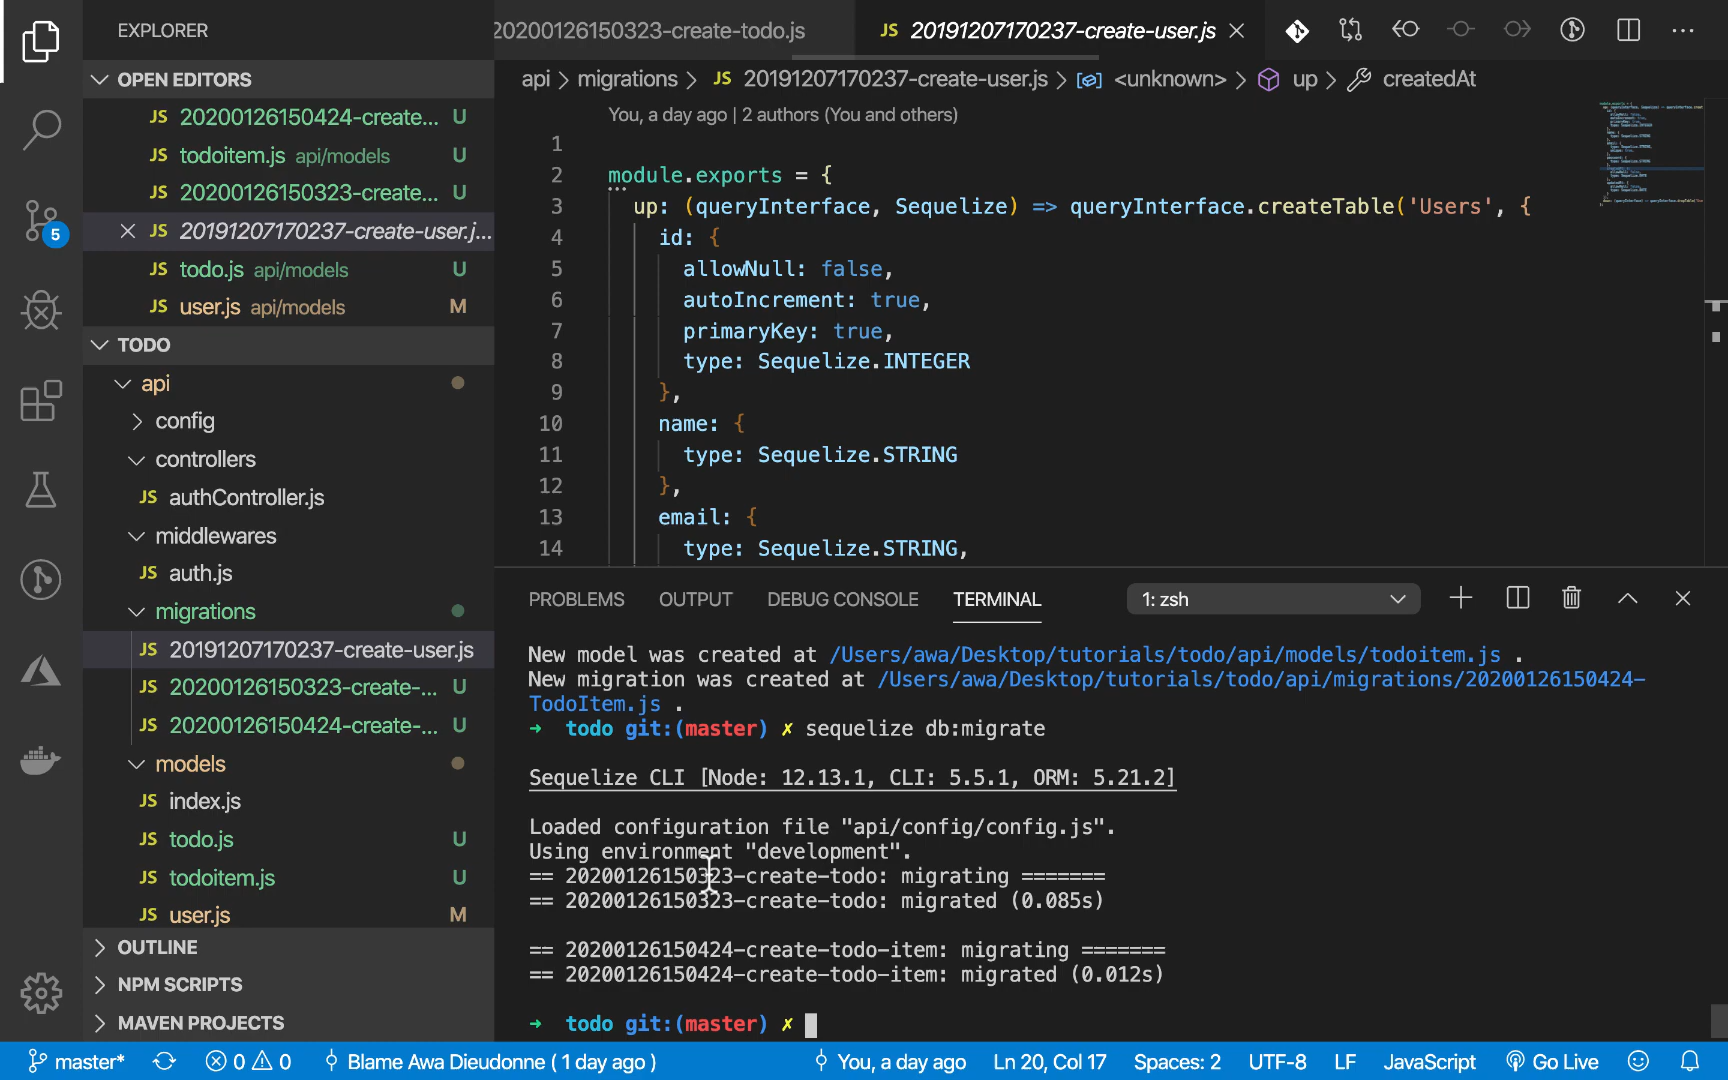 EXPLORER
20200126150323-create-todo.js
JS 20191207170237-create-user.js
OPEN EDITORS
api > migrations > JS 20191207170237-create-user.js > <unknown> > up > createdAt
JS 20200126150424-create... U
JS todoitem.js api/models U
JS 20200126150323-create... U
JS 20191207170237-create-user.j...
JS todo.js api/models U
JS user.js api/models M
TODO
api
config
controllers
JS authController.js
middlewares
JS auth.js
migrations
JS 20191207170237-create-user.js
JS 20200126150323-create-... U
JS 20200126150424-create-... U
models
JS index.js
JS todo.js U
JS todoitem.js U
JS user.js M
OUTLINE
NPM SCRIPTS
MAVEN PROJECTS
5
You, a day ago | 2 authors (You and others)
1
2 module.exports = {
3 up: (queryInterface, Sequelize) => queryInterface.createTable('Users', {
4 id: {
5 allowNull: false,
6 autoIncrement: true,
7 primaryKey: true,
8 type: Sequelize.INTEGER
9 },
10 name: {
11 type: Sequelize.STRING
12 },
13 email: {
14 type: Sequelize.STRING,
PROBLEMS OUTPUT DEBUG CONSOLE TERMINAL 1: zsh
New model was created at /Users/awa/Desktop/tutorials/todo/api/models/todoitem.js .
New migration was created at /Users/awa/Desktop/tutorials/todo/api/migrations/20200126150424-
TodoItem.js .
➜ todo git:(master) ✗ sequelize db:migrate
Sequelize CLI [Node: 12.13.1, CLI: 5.5.1, ORM: 5.21.2]
Loaded configuration file "api/config/config.js".
Using environment "development".
== 20200126150323-create-todo: migrating =======
== 20200126150323-create-todo: migrated (0.085s)
== 20200126150424-create-todo-item: migrating =======
== 20200126150424-create-todo-item: migrated (0.012s)
➜ todo git:(master) ✗
master* 0 0 Blame Awa Dieudonne ( 1 day ago ) You, a day ago Ln 20, Col 17 Spaces: 2 UTF-8 LF JavaScript Go Live